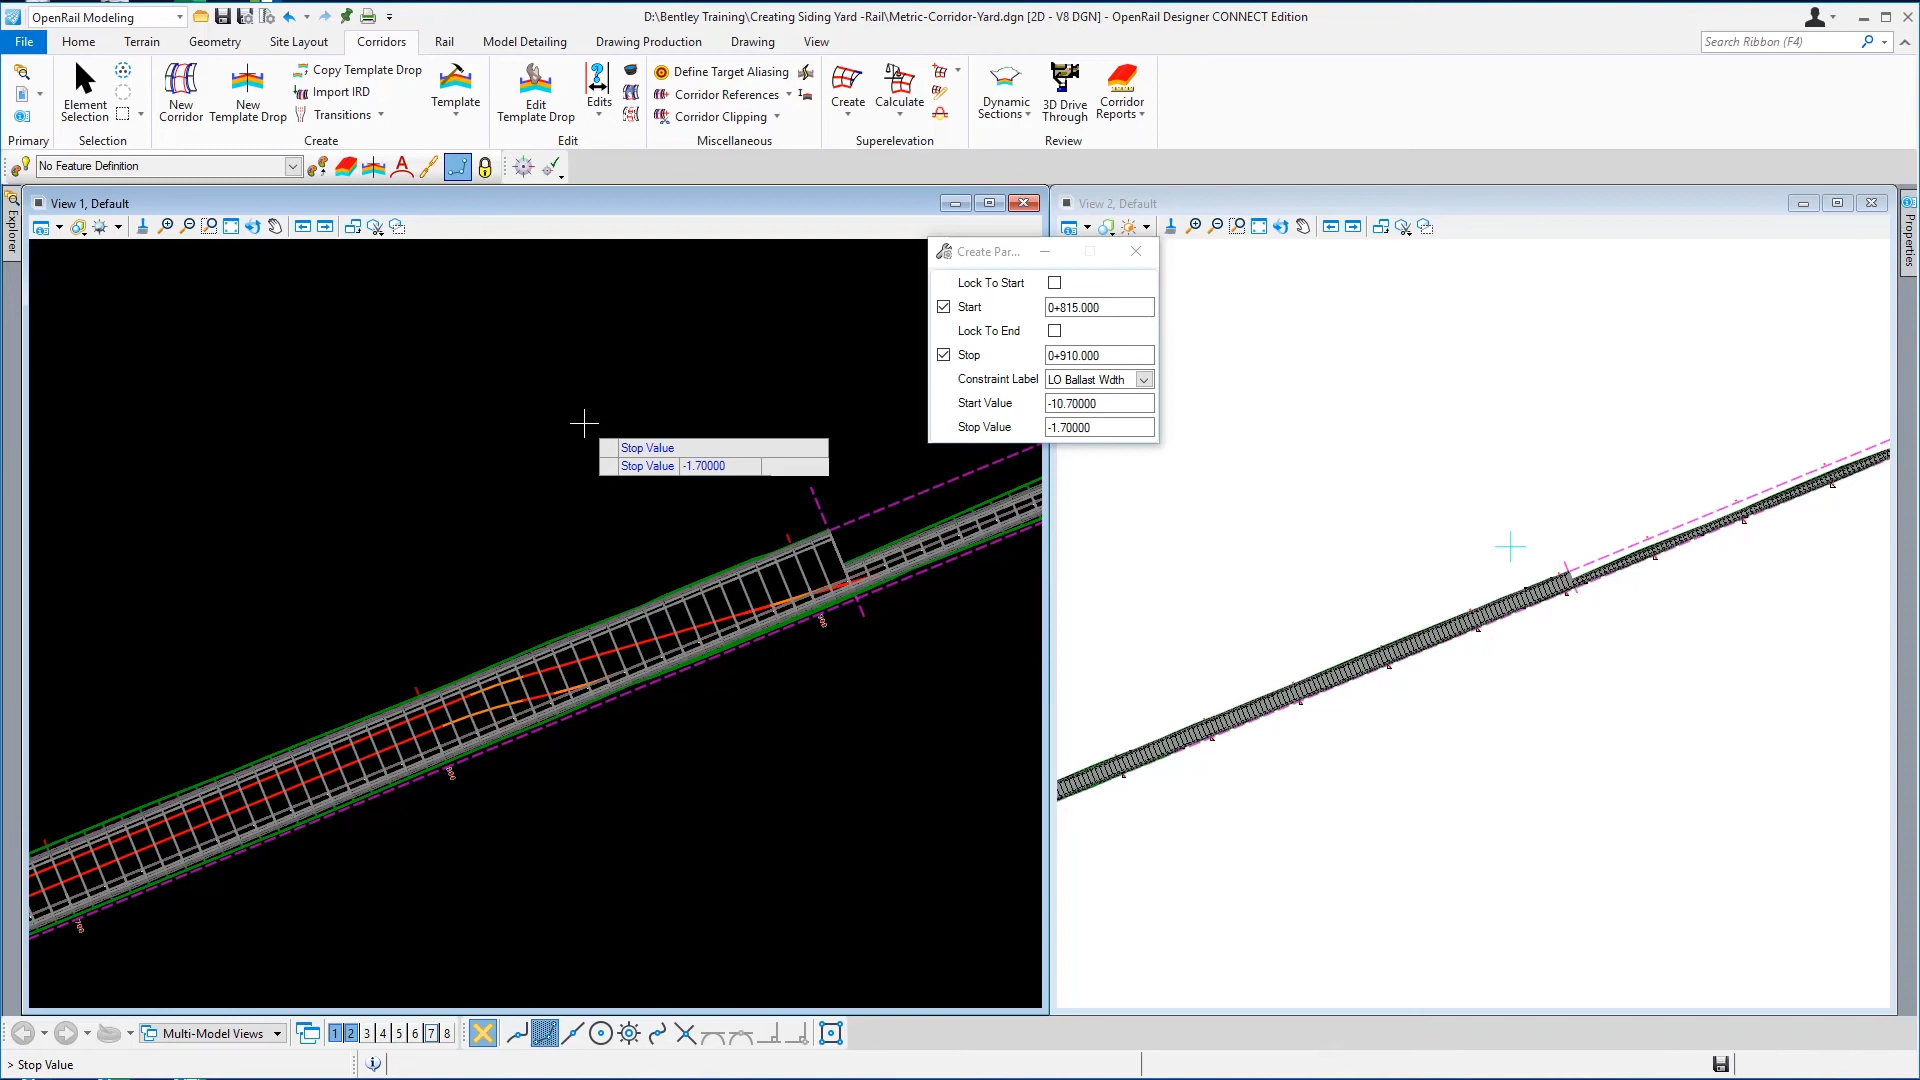 OpenRail Modeling
D:\Bentley Training\Creating Siding Yard -Rail\Metric-Corridor-Yard.dgn [2D - V8 DGN] - OpenRail Designer CONNECT Edition
File Home Terrain Geometry Site Layout Corridors Rail Model Detailing Drawing Production Drawing View
Search Ribbon (F4)
Element Selection
New Corridor
New Template Drop
Copy Template Drop
Import IRD
Transitions
Template
Edit Template Drop
Edits
Define Target Aliasing
Corridor References
Corridor Clipping
Create
Calculate
Dynamic Sections
3D Drive Through
Corridor Reports
Primary Selection Create Edit Miscellaneous Superelevation Review
No Feature Definition
Explorer
View 1, Default
View 2, Default
Properties
Create Par...
Lock To Start
Start 0+815.000
Lock To End
Stop 0+910.000
Constraint Label LO Ballast Wdth
Start Value -10.70000
Stop Value -1.70000
Stop Value
Stop Value -1.70000
900
800
700
Multi-Model Views
1 2 3 4 5 6 7 8
> Stop Value